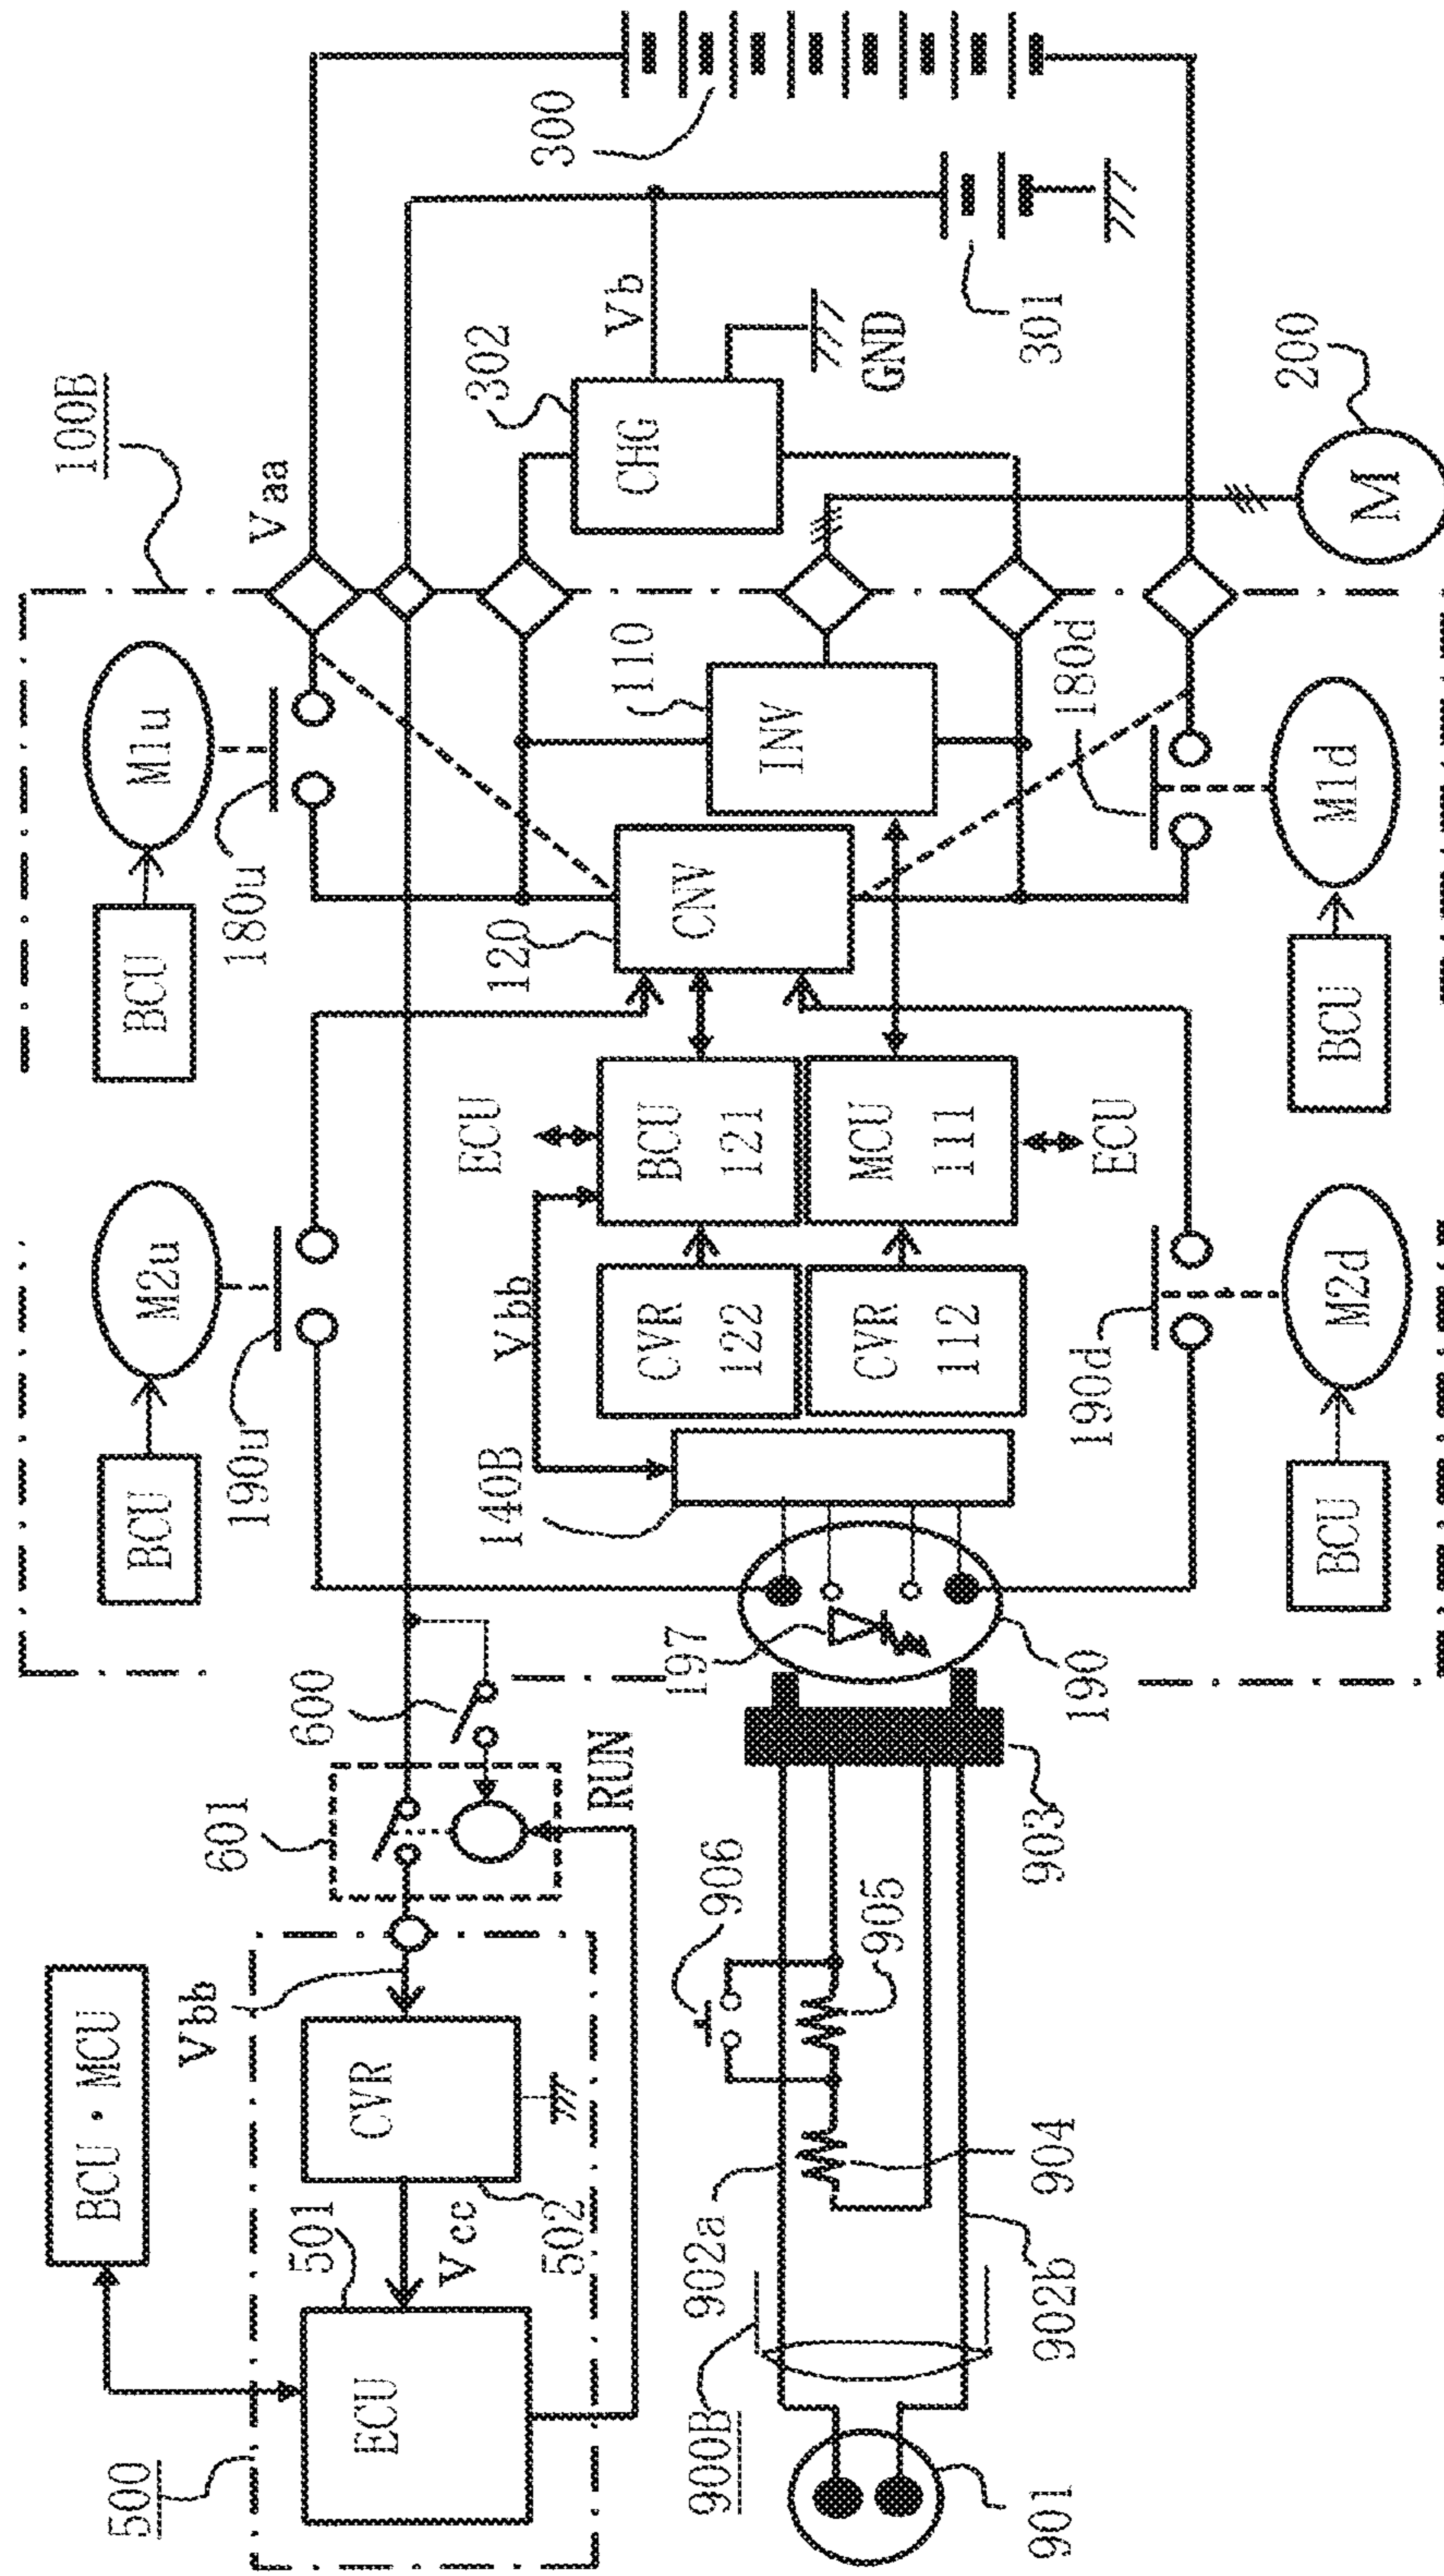 100B
Vaa
M1u
BCU
180u
M2u
BCU
190u
300
Vb
302
CHG
GND
301
200
M
110
INV
180d
M1d
BCU
120
CNV
ECU
BCU
121
MCU
111
ECU
Vbb
CVR
122
CVR
112
140B
190d
M2d
BCU
197
190
600
601
RUN
BCU・MCU
Vbb
CVR
502
Vcc
501
ECU
500
906
905
903
904
902a
902b
900B
901